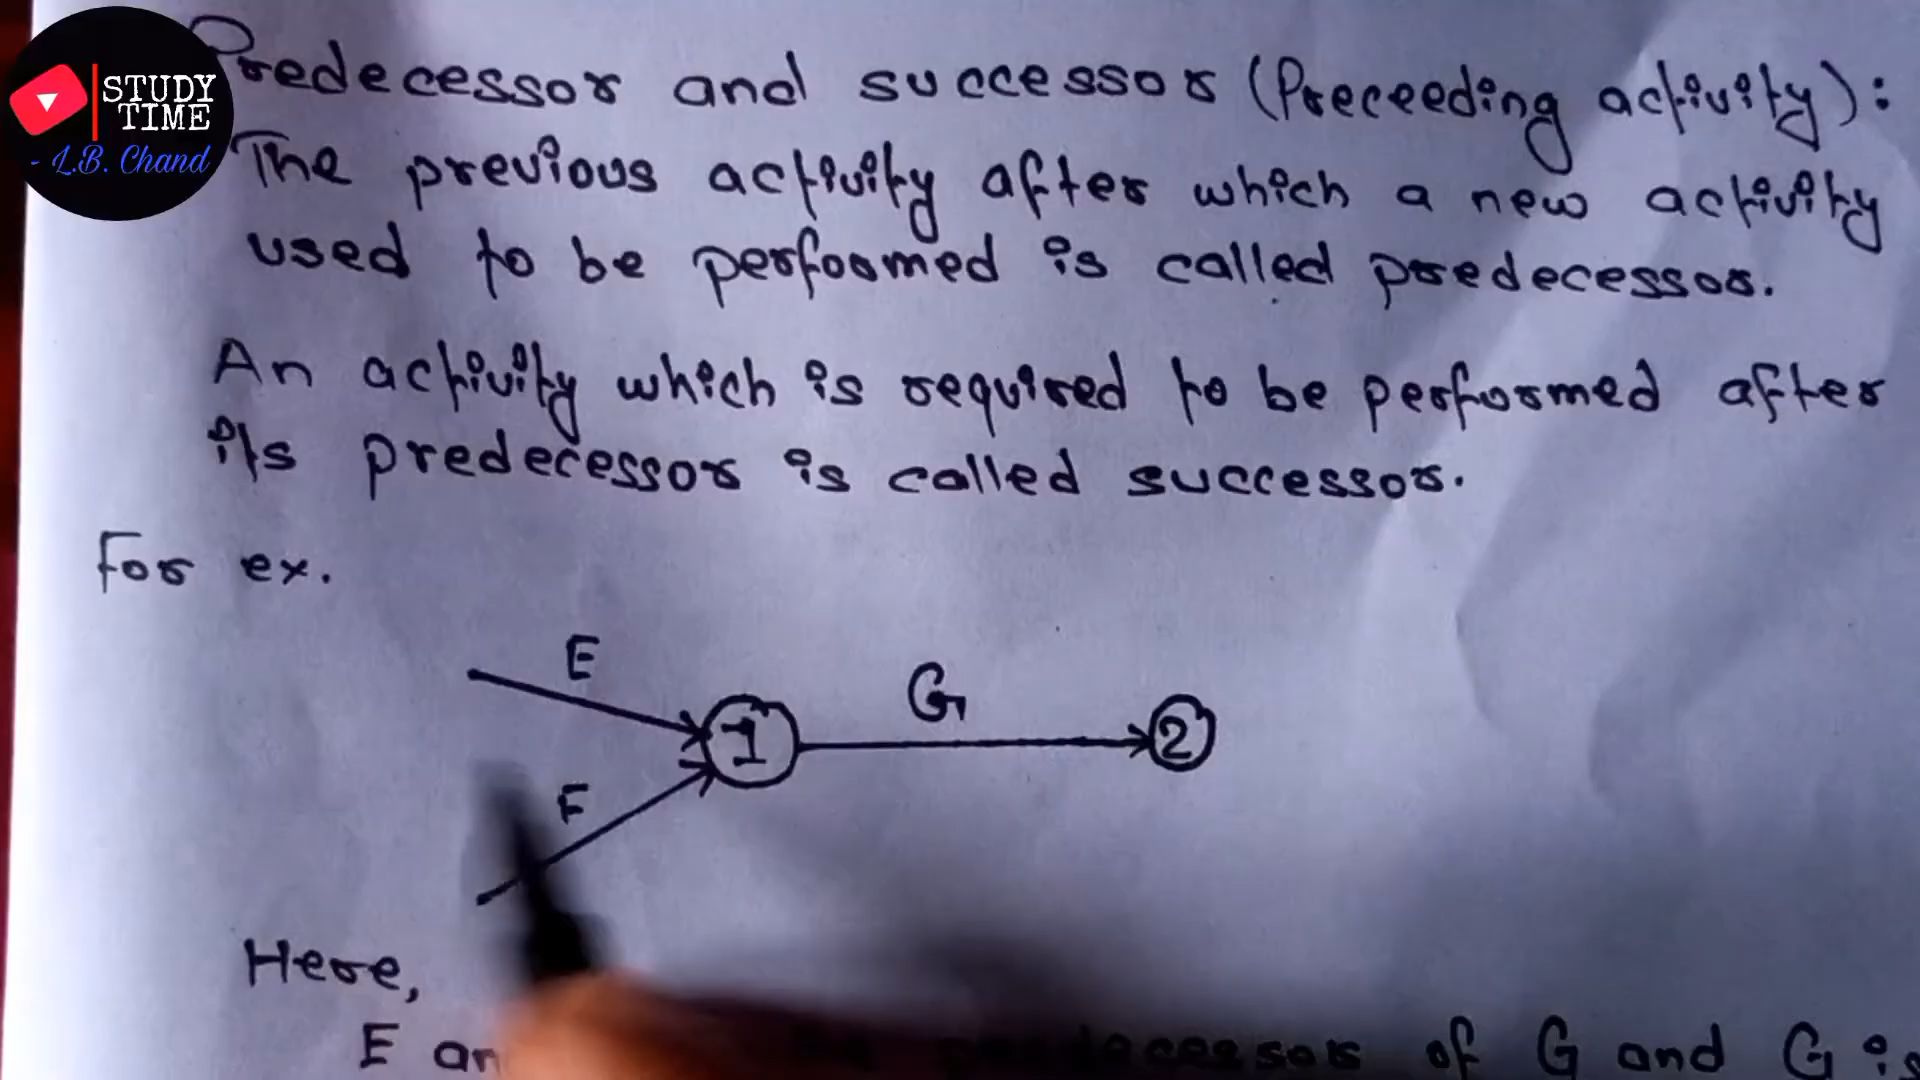 STUDY
TIME
- L.B. Chand
Predecessor and successor (Preceeding activity):
The previous activity after which a new activity
used to be performed is called predecessor.
An activity which is required to be performed after
its predecessor is called successor.
For ex.
E
G
1
2
F
Here,
E predecessors of G and G is